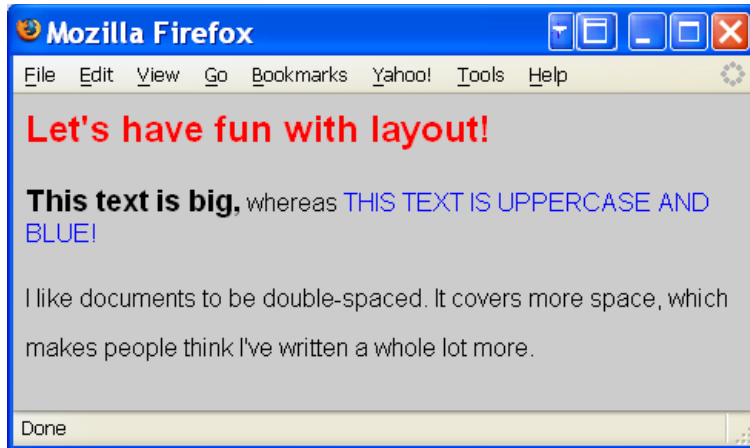 Mozilla Firefox
File Edit View Go Bookmarks Yahoo! Tools Help
Let's have fun with layout!
This text is big, whereas THIS TEXT IS UPPERCASE AND
BLUE!
I like documents to be double-spaced. It covers more space, which
makes people think I've written a whole lot more.
Done